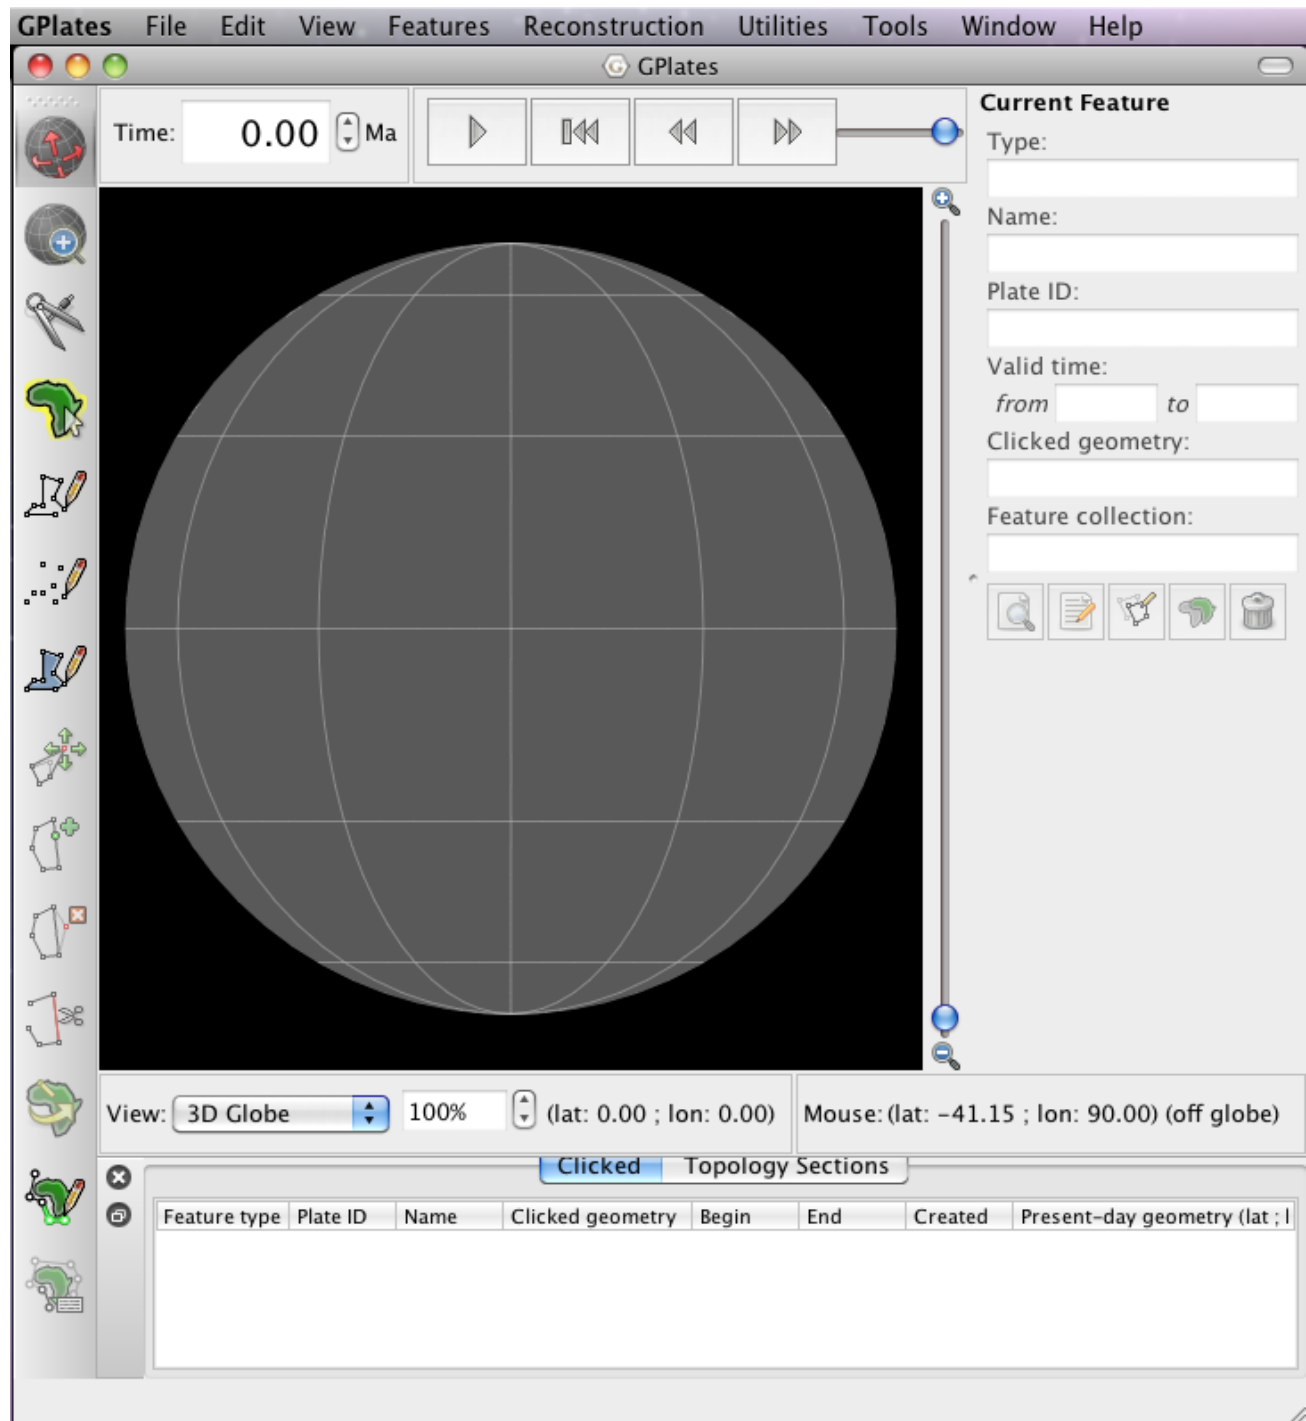 GPlates File Edit View Features Reconstruction Utilities Tools Window Help
GPlates
Time: 0.00 Ma
Current Feature
Type:
Name:
Plate ID:
Valid time:
from to
Clicked geometry:
Feature collection:
View: 3D Globe 100% (lat: 0.00 ; lon: 0.00) Mouse: (lat: -41.15 ; lon: 90.00) (off globe)
Clicked Topology Sections
Feature type Plate ID Name Clicked geometry Begin End Created Present-day geometry (lat ; l